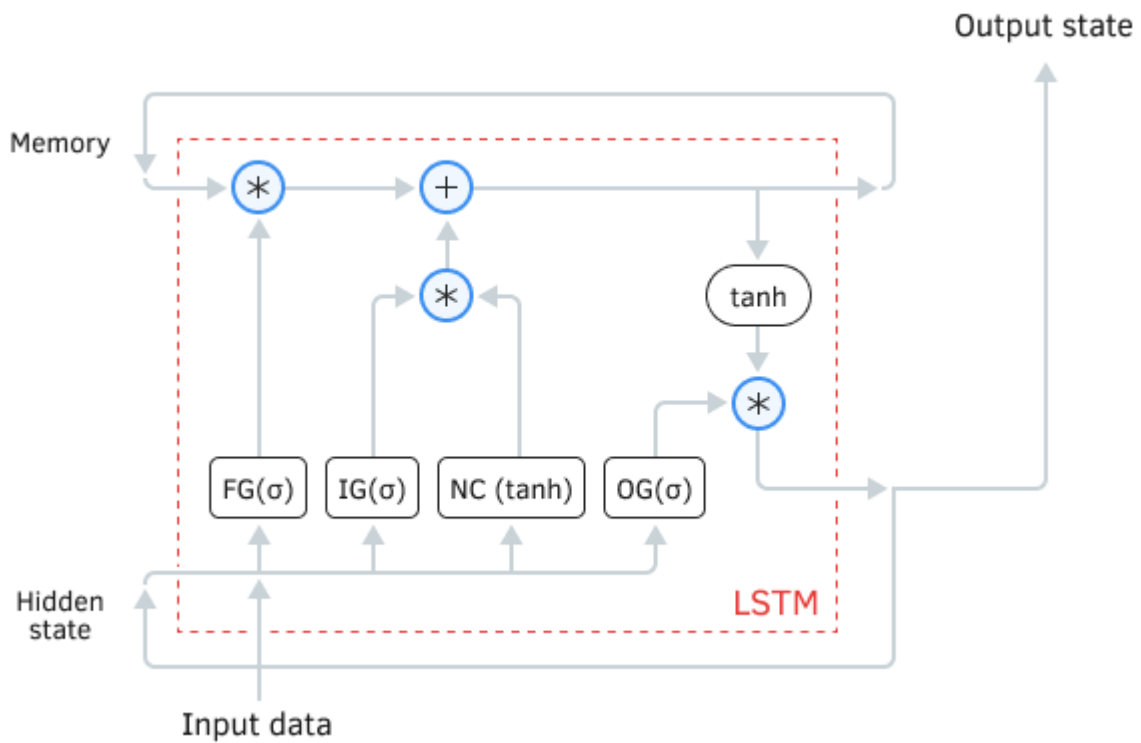 Output state
Memory
*
+
*
tanh
*
FG(σ)
IG(σ)
NC (tanh)
OG(σ)
Hidden
state
LSTM
Input data